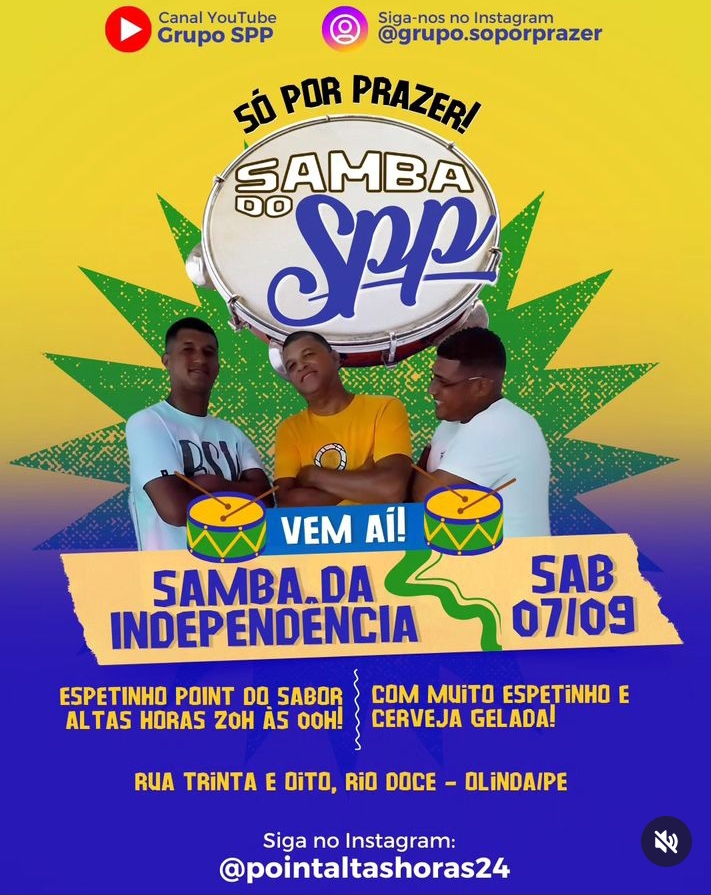 Canal YouTube
Grupo SPP
Siga-nos no Instagram
@grupo.soporprazer
SÓ POR PRAZER!
SAMBA
DO
Spp
BSW
VEM AÍ!
SAMBA DA
INDEPENDÊNCIA
SAB
07/09
ESPETINHO POINT DO SABOR
ALTAS HORAS 20H ÀS 00H!
COM MUITO ESPETINHO E
CERVEJA GELADA!
RUA TRINTA E OITO, RIO DOCE – OLINDA/PE
Siga no Instagram:
@pointaltashoras24